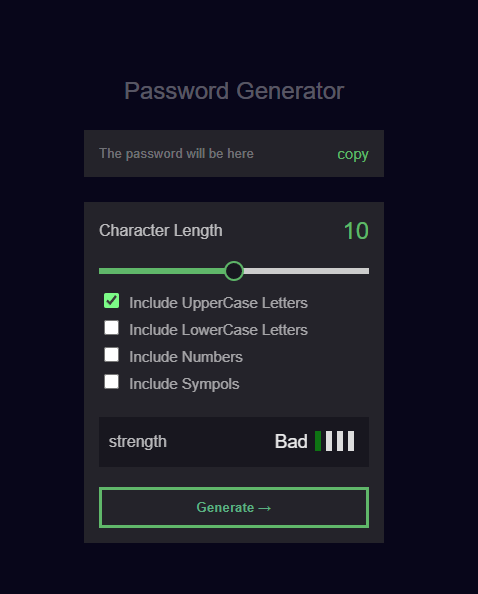 Password Generator
The password will be here copy
Character Length 10
Include UpperCase Letters
Include LowerCase Letters
Include Numbers
Include Sympols
strength Bad
Generate →